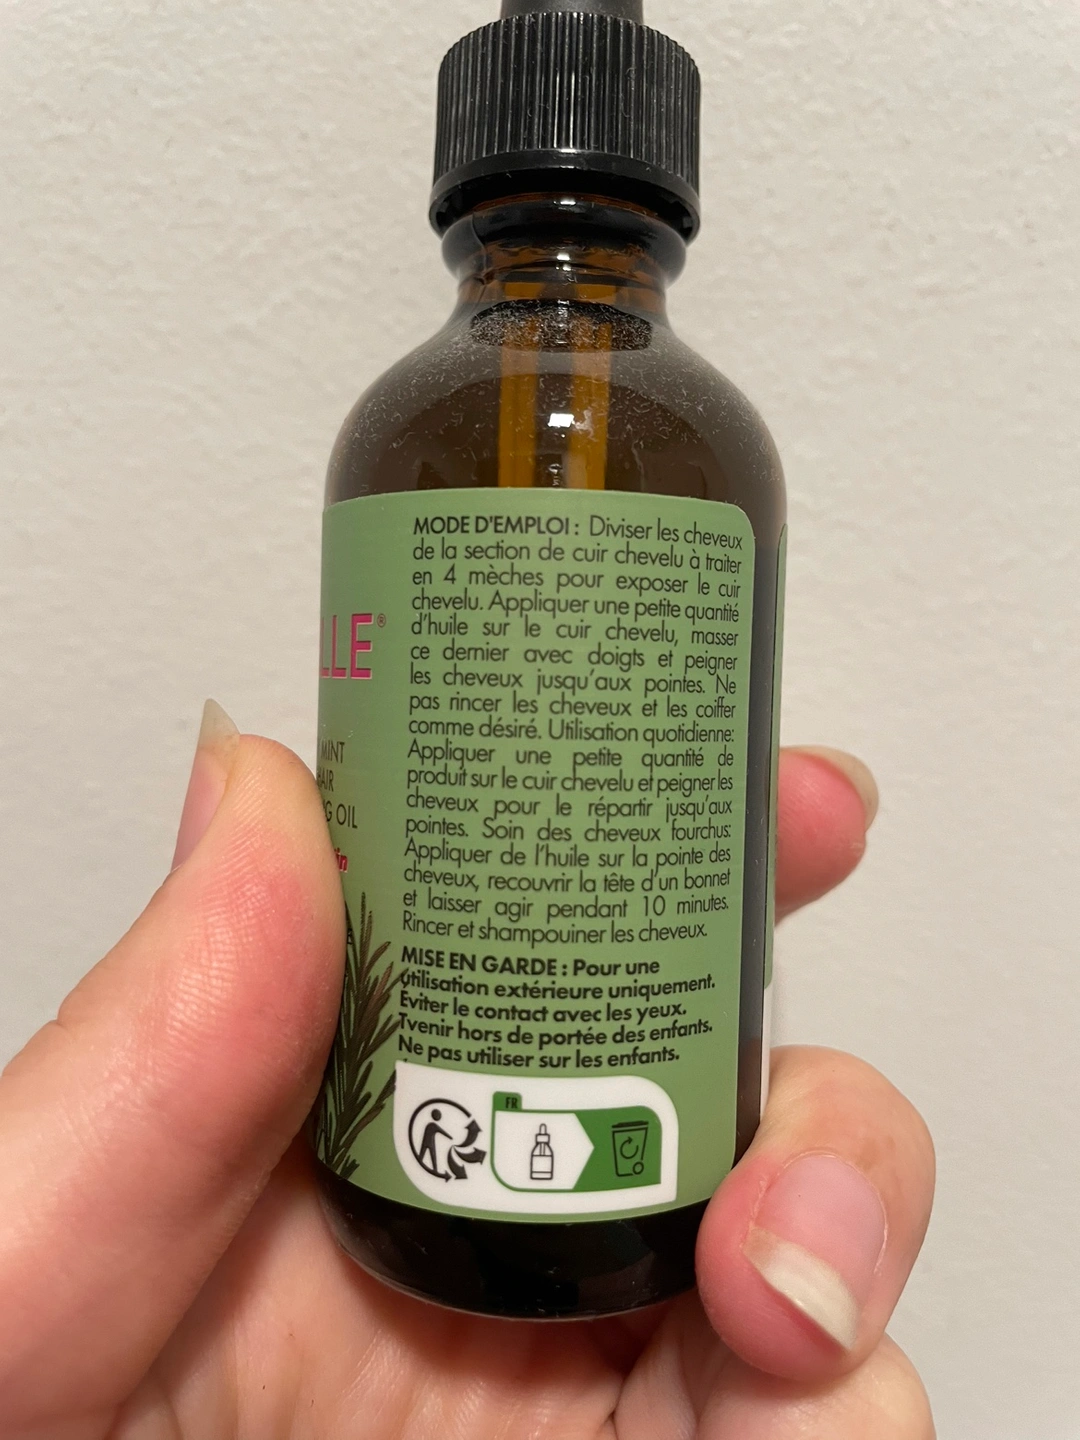 LLE®
MINT
HAIR
G OIL
MODE D'EMPLOI : Diviser les cheveux
de la section de cuir chevelu à traiter
en 4 mèches pour exposer le cuir
chevelu. Appliquer une petite quantité
d'huile sur le cuir chevelu, masser
ce dernier avec doigts et peigner
les cheveux jusqu'aux pointes. Ne
pas rincer les cheveux et les coiffer
comme désiré. Utilisation quotidienne:
Appliquer une petite quantité de
produit sur le cuir chevelu et peigner les
cheveux pour le répartir jusqu'aux
pointes. Soin des cheveux fourchus:
Appliquer de l'huile sur la pointe des
cheveux, recouvrir la tête d'un bonnet
et laisser agir pendant 10 minutes.
Rincer et shampouiner les cheveux.
MISE EN GARDE : Pour une
utilisation extérieure uniquement.
Éviter le contact avec les yeux.
Tvenir hors de portée des enfants.
Ne pas utiliser sur les enfants.
FR